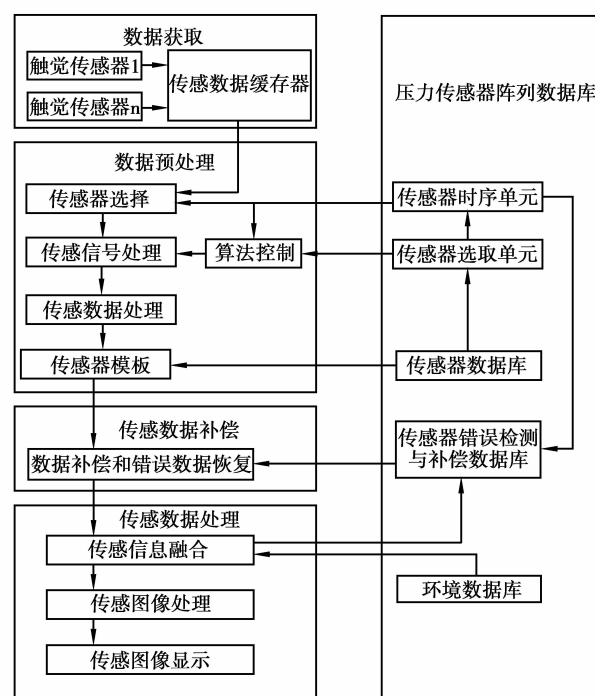 数据获取
触觉传感器1
触觉传感器n
传感数据缓存器
数据预处理
传感器选择
传感信号处理
算法控制
传感数据处理
传感器模板
传感数据补偿
数据补偿和错误数据恢复
传感数据处理
传感信息融合
传感图像处理
传感图像显示
压力传感器阵列数据库
传感器时序单元
传感器选取单元
传感器数据库
传感器错误检测
与补偿数据库
环境数据库